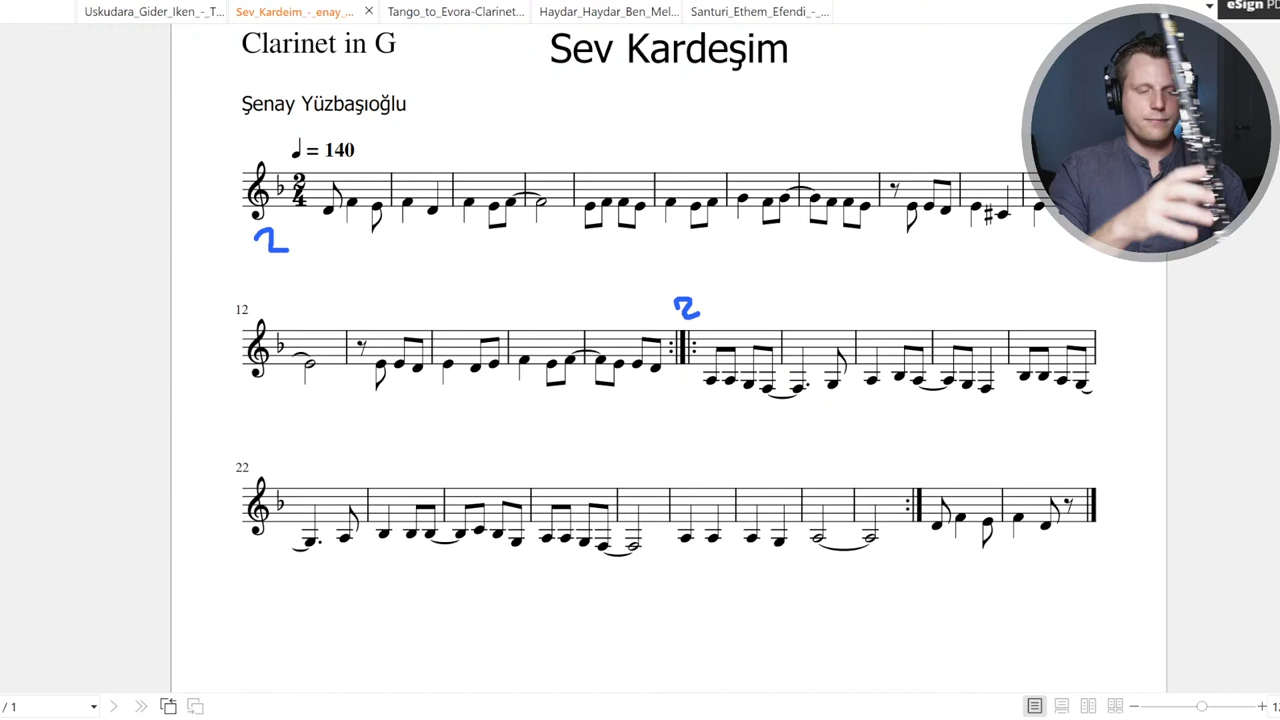 Uskudara_Gider_Iken_-_T... Sev_Kardeim_-_enay_... Tango_to_Evora-Clarinet... Haydar_Haydar_Ben_Mel... Santuri_Ethem_Efendi_-_... eSign PD
Clarinet in G
Sev Kardeşim
Şenay Yüzbaşıoğlu
= 140
2
4
2
12
2
22
/ 1